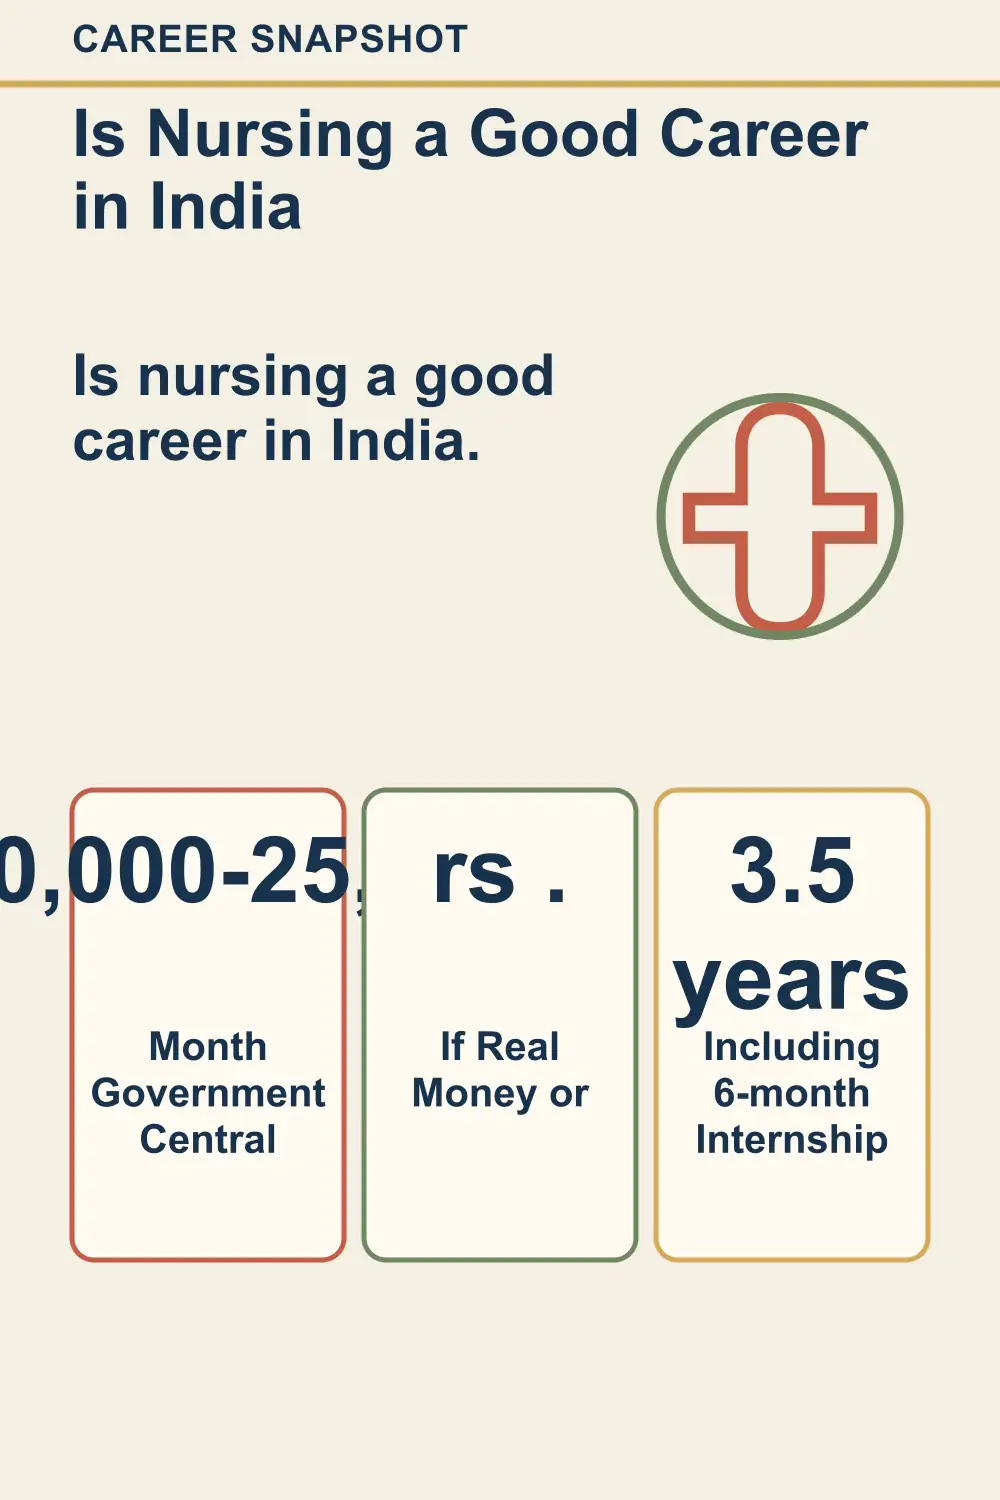 CAREER SNAPSHOT
Is Nursing a Good Career
in India
Is nursing a good
career in India.
0,000-25,
Month
Government
Central
rs .
If Real
Money or
3.5
years
Including
6-month
Internship